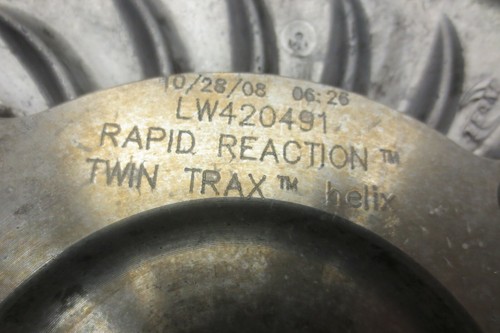 10/28/08 06:26
LW420491
RAPID REACTION™
TWIN TRAX™ helix